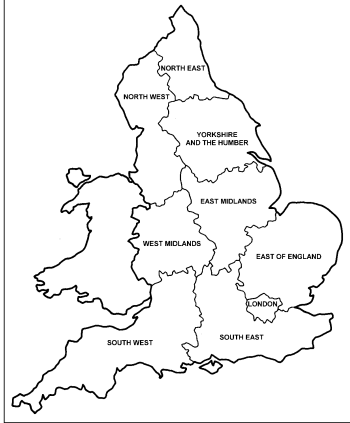 NORTH EAST
NORTH WEST
YORKSHIRE
AND THE HUMBER
EAST MIDLANDS
WEST MIDLANDS
EAST OF ENGLAND
LONDON
SOUTH WEST
SOUTH EAST